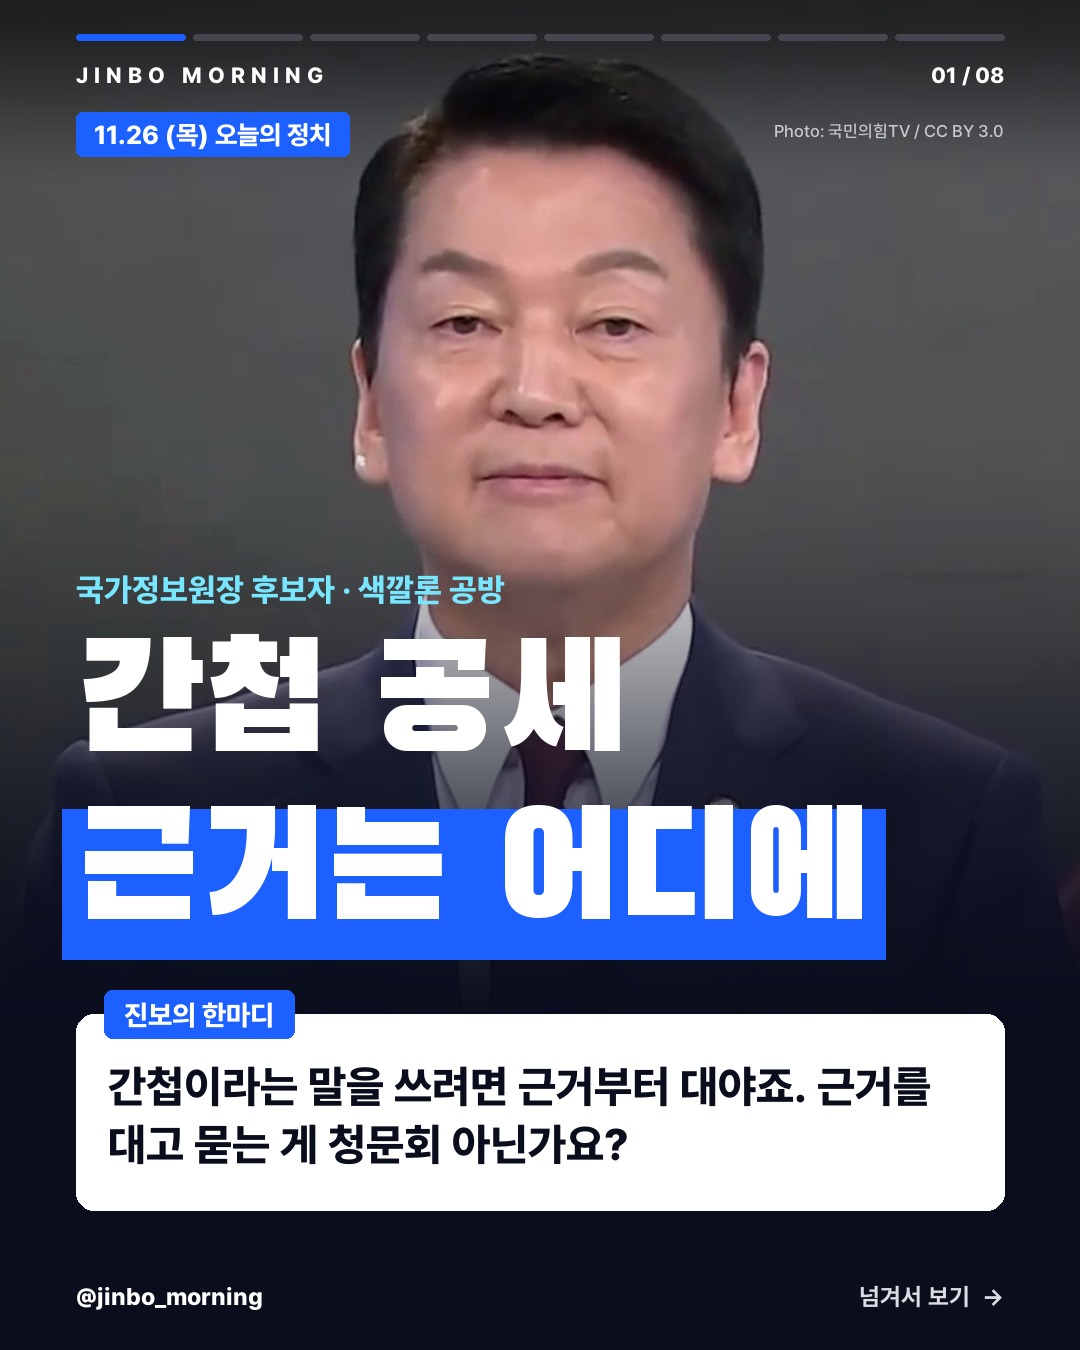 JINBO MORNING
01 / 08
11.26 (목) 오늘의 정치
Photo: 국민의힘TV / CC BY 3.0
국가정보원장 후보자 · 색깔론 공방
간첩 공세
근거는 어디에
진보의 한마디
간첩이라는 말을 쓰려면 근거부터 대야죠. 근거를
대고 묻는 게 청문회 아닌가요?
@jinbo_morning
넘겨서 보기 →